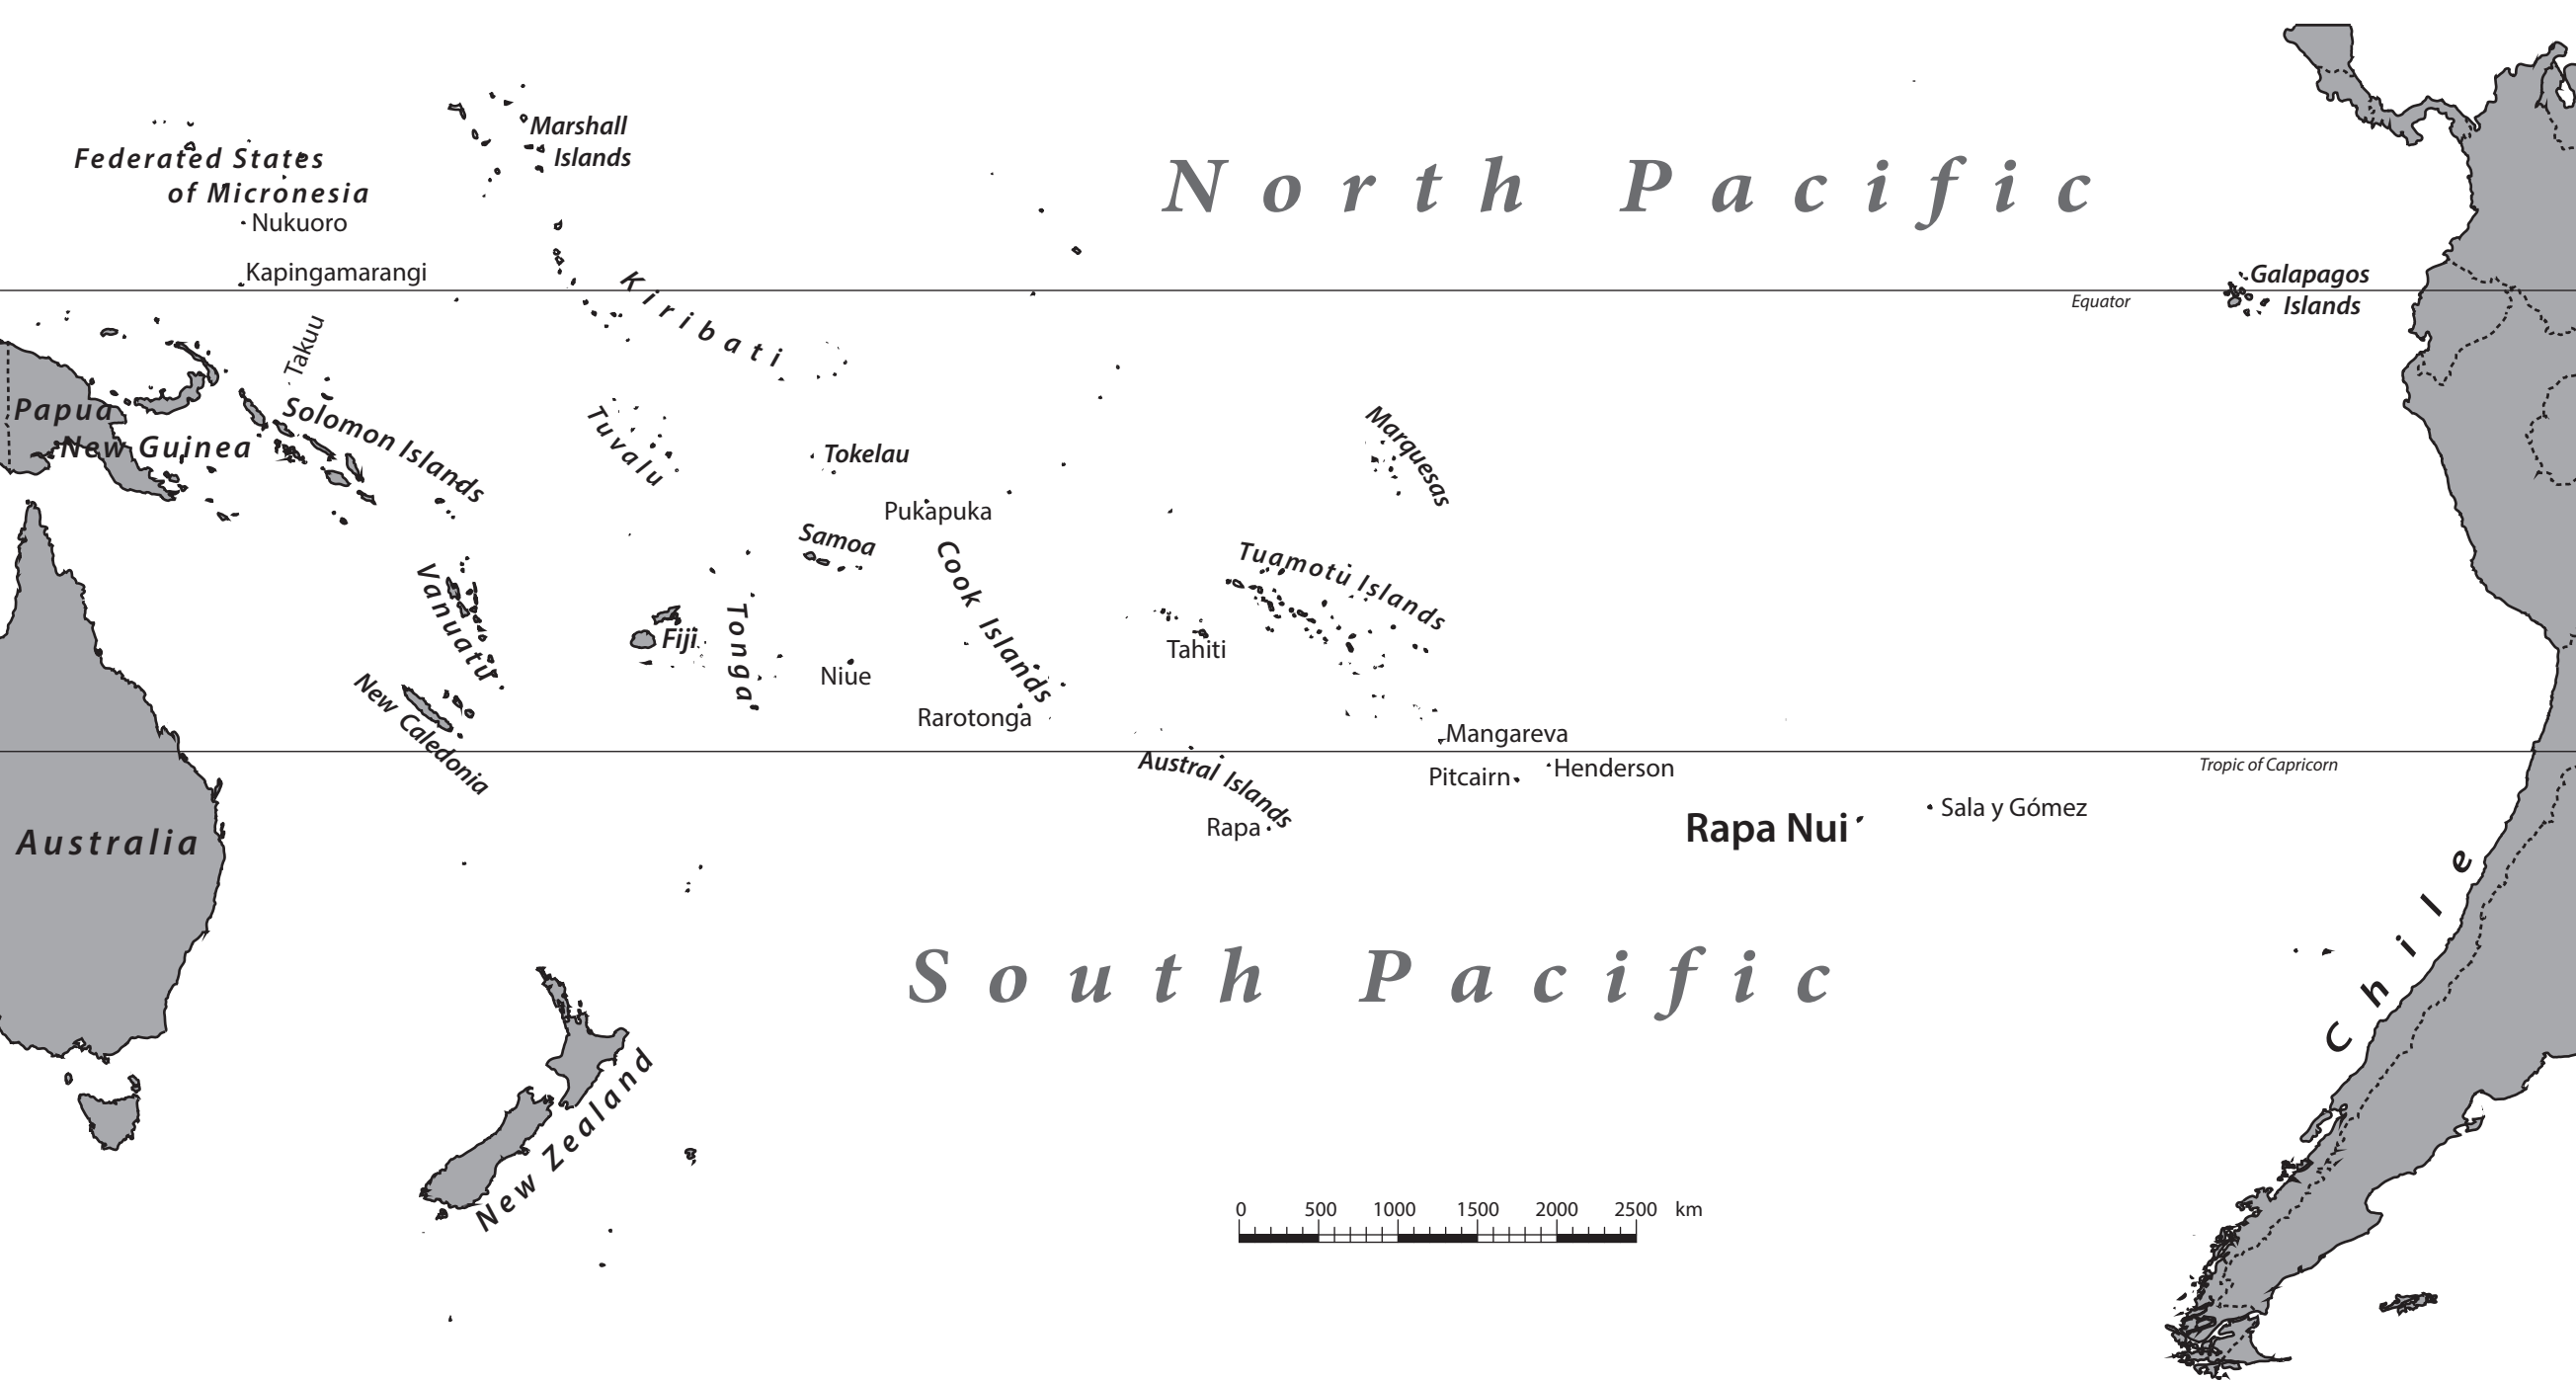 Marshall
Islands
Federated States
of Micronesia
North Pacific
Nukuoro
Kapingamarangi
Kiribati
Galapagos
Islands
Equator
Takuu
Papua
New Guinea
Solomon Islands
Tuvalu
Tokelau
Marquesas
Pukapuka
Samoa
Cook Islands
Tuamotu Islands
Vanuatu
Fiji
Tonga
Tahiti
Niue
New Caledonia
Rarotonga
Mangareva
Austral Islands
Pitcairn
Henderson
Tropic of Capricorn
Rapa
Rapa Nui
Sala y Gómez
Australia
Chile
South Pacific
New Zealand
0 500 1000 1500 2000 2500 km